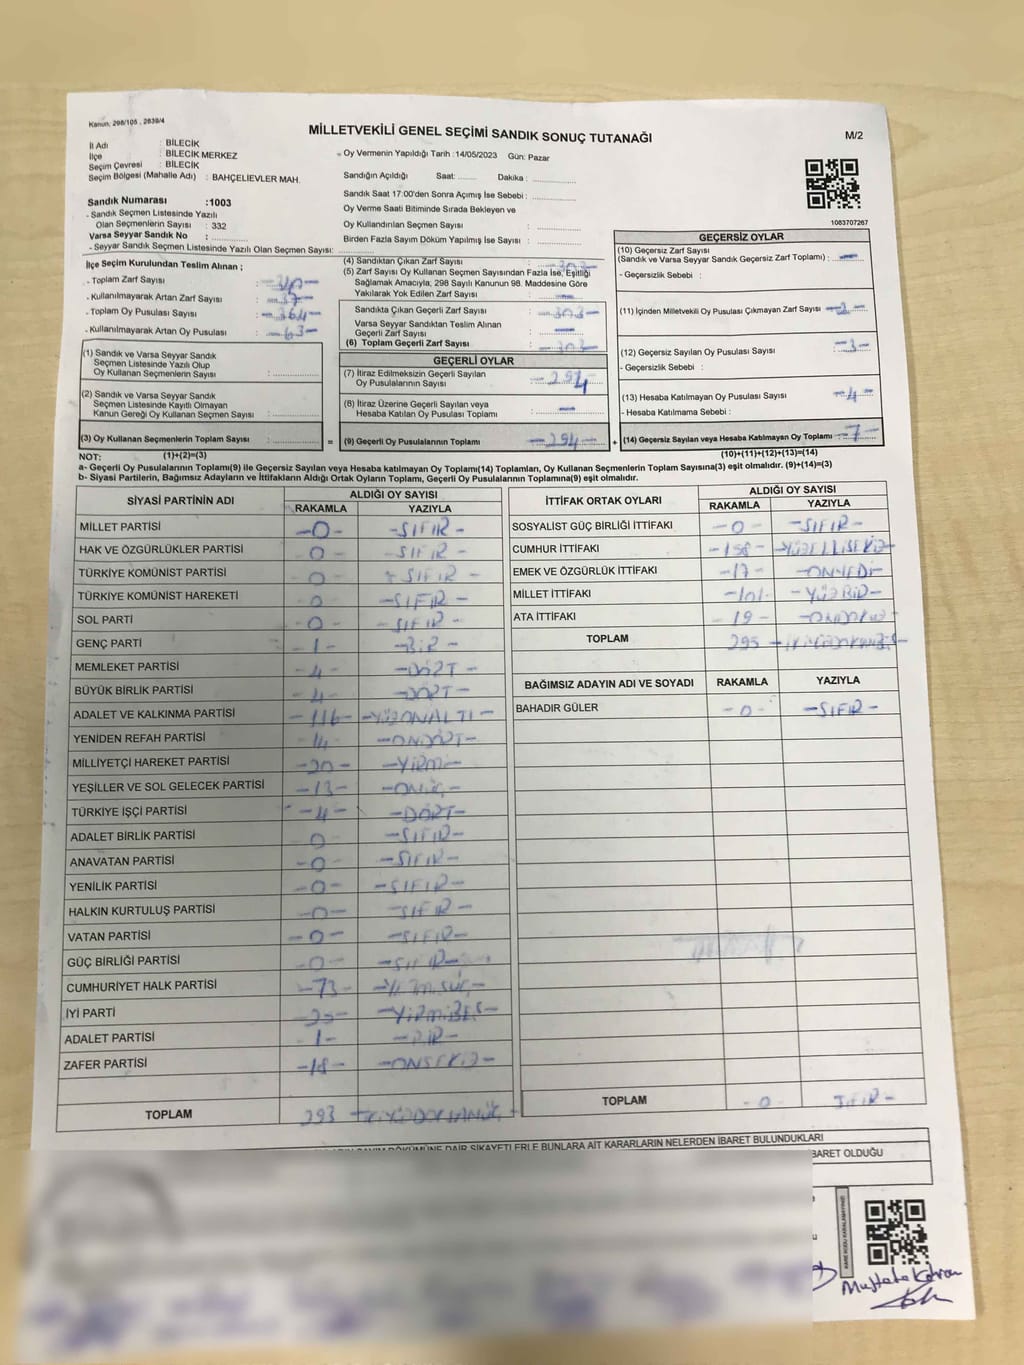 Kanun: 298/105 , 2839/4
MİLLETVEKİLİ GENEL SEÇİMİ SANDIK SONUÇ TUTANAĞI
M/2
İl Adı : BİLECİK
İlçe : BİLECİK MERKEZ
Seçim Çevresi : BİLECİK
Seçim Bölgesi (Mahalle Adı) : BAHÇELİEVLER MAH.
Oy Vermenin Yapıldığı Tarih : 14/05/2023 Gün: Pazar
Sandığın Açıldığı Saat: ........ Dakika : ................
Sandık Saat 17:00'den Sonra Açımış İse Sebebi : ................
Oy Verme Saati Bitiminde Sırada Bekleyen ve
Oy Kullandırılan Seçmen Sayısı : ................
Birden Fazla Sayım Döküm Yapılmış İse Sayısı : ................
1083707267
Sandık Numarası :1003
- Sandık Seçmen Listesinde Yazılı
Olan Seçmenlerin Sayısı : 332
Varsa Seyyar Sandık No : ................
- Seyyar Sandık Seçmen Listesinde Yazılı Olan Seçmen Sayısı: ................
İlçe Seçim Kurulundan Teslim Alınan ;
- Toplam Zarf Sayısı :
- Kullanılmayarak Artan Zarf Sayısı :
- Toplam Oy Pusulası Sayısı : -364-
- Kullanılmayarak Artan Oy Pusulası : -63-
(1) Sandık ve Varsa Seyyar Sandık
Seçmen Listesinde Yazılı Olup
Oy Kullanan Seçmenlerin Sayısı : ................
(2) Sandık ve Varsa Seyyar Sandık
Seçmen Listesinde Kayıtlı Olmayan
Kanun Gereği Oy Kullanan Seçmen Sayısı : ................
(3) Oy Kullanan Seçmenlerin Toplam Sayısı : ................ =
(4) Sandıktan Çıkan Zarf Sayısı : -303-
(5) Zarf Sayısı Oy Kullanan Seçmen Sayısından Fazla İse, Eşitliği
Sağlamak Amacıyla, 298 Sayılı Kanunun 98. Maddesine Göre
Yakılarak Yok Edilen Zarf Sayısı : -
Sandıkta Çıkan Geçerli Zarf Sayısı : -303-
Varsa Seyyar Sandıktan Teslim Alınan
Geçerli Zarf Sayısı : -
(6) Toplam Geçerli Zarf Sayısı : -303-
GEÇERLİ OYLAR
(7) İtiraz Edilmeksizin Geçerli Sayılan
Oy Pusulasının Sayısı : -294
(8) İtiraz Üzerine Geçerli Sayılan veya
Hesaba Katılan Oy Pusulası Toplamı : -
(9) Geçerli Oy Pusulalarının Toplamı : -294- +
GEÇERSİZ OYLAR
(10) Geçersiz Zarf Sayısı
(Sandık ve Varsa Seyyar Sandık Geçersiz Zarf Toplamı) : -
- Geçersizlik Sebebi :
(11) İçinden Milletvekili Oy Pusulası Çıkmayan Zarf Sayısı :
(12) Geçersiz Sayılan Oy Pusulası Sayısı : -3-
- Geçersizlik Sebebi :
(13) Hesaba Katılmayan Oy Pusulası Sayısı : -4-
- Hesaba Katılmama Sebebi :
(14) Geçersiz Sayılan veya Hesaba Katılmayan Oy Toplamı : -7-
NOT: (1)+(2)=(3) (10)+(11)+(12)+(13)=(14)
a- Geçerli Oy Pusulalarının Toplamı(9) ile Geçersiz Sayılan veya Hesaba katılmayan Oy Toplamı(14) Toplamları, Oy Kullanan Seçmenlerin Toplam Sayısına(3) eşit olmalıdır. (9)+(14)=(3)
b- Siyasi Partilerin, Bağımsız Adayların ve İttifakların Aldığı Ortak Oyların Toplamı, Geçerli Oy Pusulalarının Toplamına(9) eşit olmalıdır.
SİYASİ PARTİNİN ADI ALDIĞI OY SAYISI
RAKAMLA YAZIYLA
MİLLET PARTİSİ -0- -SIFIR-
HAK VE ÖZGÜRLÜKLER PARTİSİ -0- -SIFIR-
TÜRKİYE KOMÜNİST PARTİSİ -0- -SIFIR-
TÜRKİYE KOMÜNİST HAREKETİ -0- -SIFIR-
SOL PARTİ -0- -SIFIR-
GENÇ PARTİ -1- -BİR-
MEMLEKET PARTİSİ -4- -DÖRT-
BÜYÜK BİRLİK PARTİSİ -4- -DÖRT-
ADALET VE KALKINMA PARTİSİ -116- -YÜZONALTI-
YENİDEN REFAH PARTİSİ -14- -ONDÖRT-
MİLLİYETÇİ HAREKET PARTİSİ -20- -YİRMİ-
YEŞİLLER VE SOL GELECEK PARTİSİ -13- -ONÜÇ-
TÜRKİYE İŞÇİ PARTİSİ -4- -DÖRT-
ADALET BİRLİK PARTİSİ 0- -SIFIR-
ANAVATAN PARTİSİ -0- -SIFIR-
YENİLİK PARTİSİ -0- -SIFIR-
HALKIN KURTULUŞ PARTİSİ -0- -SIFIR-
VATAN PARTİSİ -0- -SIFIR-
GÜÇ BİRLİĞİ PARTİSİ -0- -SIFIR-
CUMHURİYET HALK PARTİSİ -73-
İYİ PARTİ -25- -YİRMİBEŞ-
ADALET PARTİSİ -1- -BİR-
ZAFER PARTİSİ -18- -ONSEKİZ-
TOPLAM 293
İTTİFAK ORTAK OYLARI ALDIĞI OY SAYISI
RAKAMLA YAZIYLA
SOSYALİST GÜÇ BİRLİĞİ İTTİFAKI -0- -SIFIR-
CUMHUR İTTİFAKI -158- -YÜZELLİSEKİZ-
EMEK VE ÖZGÜRLÜK İTTİFAKI -17- -ONYEDİ-
MİLLET İTTİFAKI -101- -YÜZBİR-
ATA İTTİFAKI -19- -ONDOKUZ-
TOPLAM 295
BAĞIMSIZ ADAYIN ADI VE SOYADI RAKAMLA YAZIYLA
BAHADIR GÜLER -0- -SIFIR-
TOPLAM -0- SIFIR-
DÖKÜMÜNE DAİR ŞİKAYETLERLE BUNLARA AİT KARARLARIN NELERDEN İBARET BULUNDUKLARI
BARET OLDUĞU
KARE KODU KARALAMAYINIZ
Mustafa